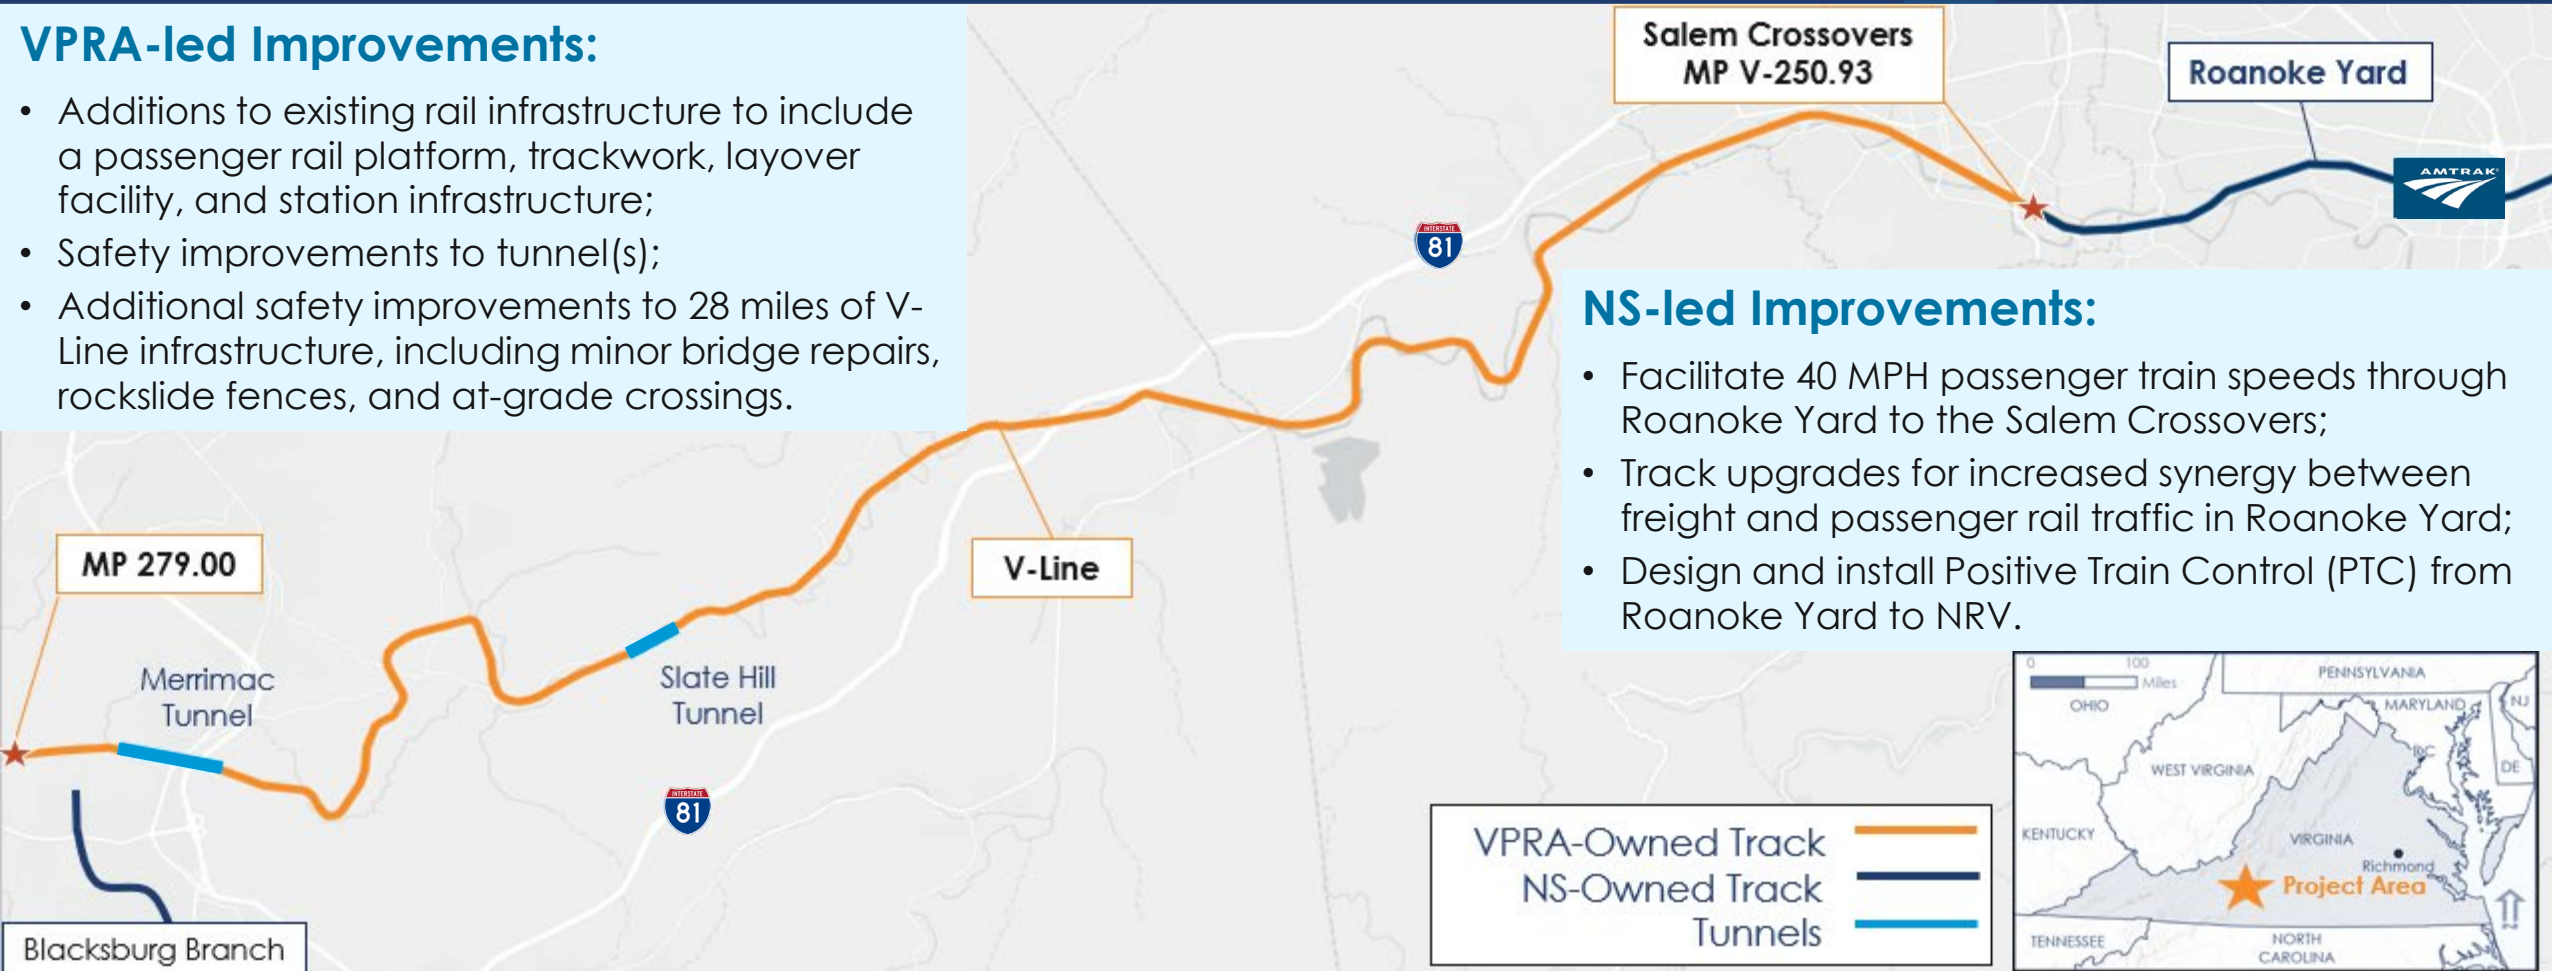 VPRA-led Improvements:
• Additions to existing rail infrastructure to include
a passenger rail platform, trackwork, layover
facility, and station infrastructure;
• Safety improvements to tunnel(s);
• Additional safety improvements to 28 miles of V-
Line infrastructure, including minor bridge repairs,
rockslide fences, and at-grade crossings.
Salem Crossovers
MP V-250.93
Roanoke Yard
AMTRAK
INTERSTATE
81
NS-led Improvements:
• Facilitate 40 MPH passenger train speeds through
Roanoke Yard to the Salem Crossovers;
• Track upgrades for increased synergy between
freight and passenger rail traffic in Roanoke Yard;
• Design and install Positive Train Control (PTC) from
Roanoke Yard to NRV.
MP 279.00
V-Line
Merrimac
Tunnel
Slate Hill
Tunnel
INTERSTATE
81
Blacksburg Branch
VPRA-Owned Track
NS-Owned Track
Tunnels
0 100
Miles
PENNSYLVANIA
OHIO
MARYLAND
NJ
DC
WEST VIRGINIA
DE
KENTUCKY
VIRGINIA
Richmond
Project Area
TENNESSEE
NORTH
CAROLINA
N